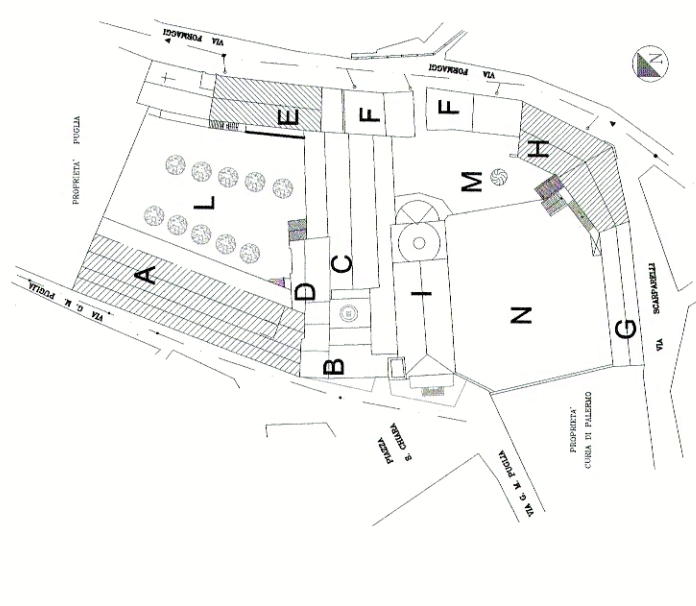 VIA FORMAGGI
VIA FORMAGGI
N
PROPRIETA' PUGLIA
E
F
F
H
L
M
A
C
D
I
N
B
G
VIA G. M. PUGLIA
VIA SCARPARELLI
PIAZZA
S. CHIARA
VIA G. M. PUGLIA
PROPRIETA'
CURIA DI PALERMO